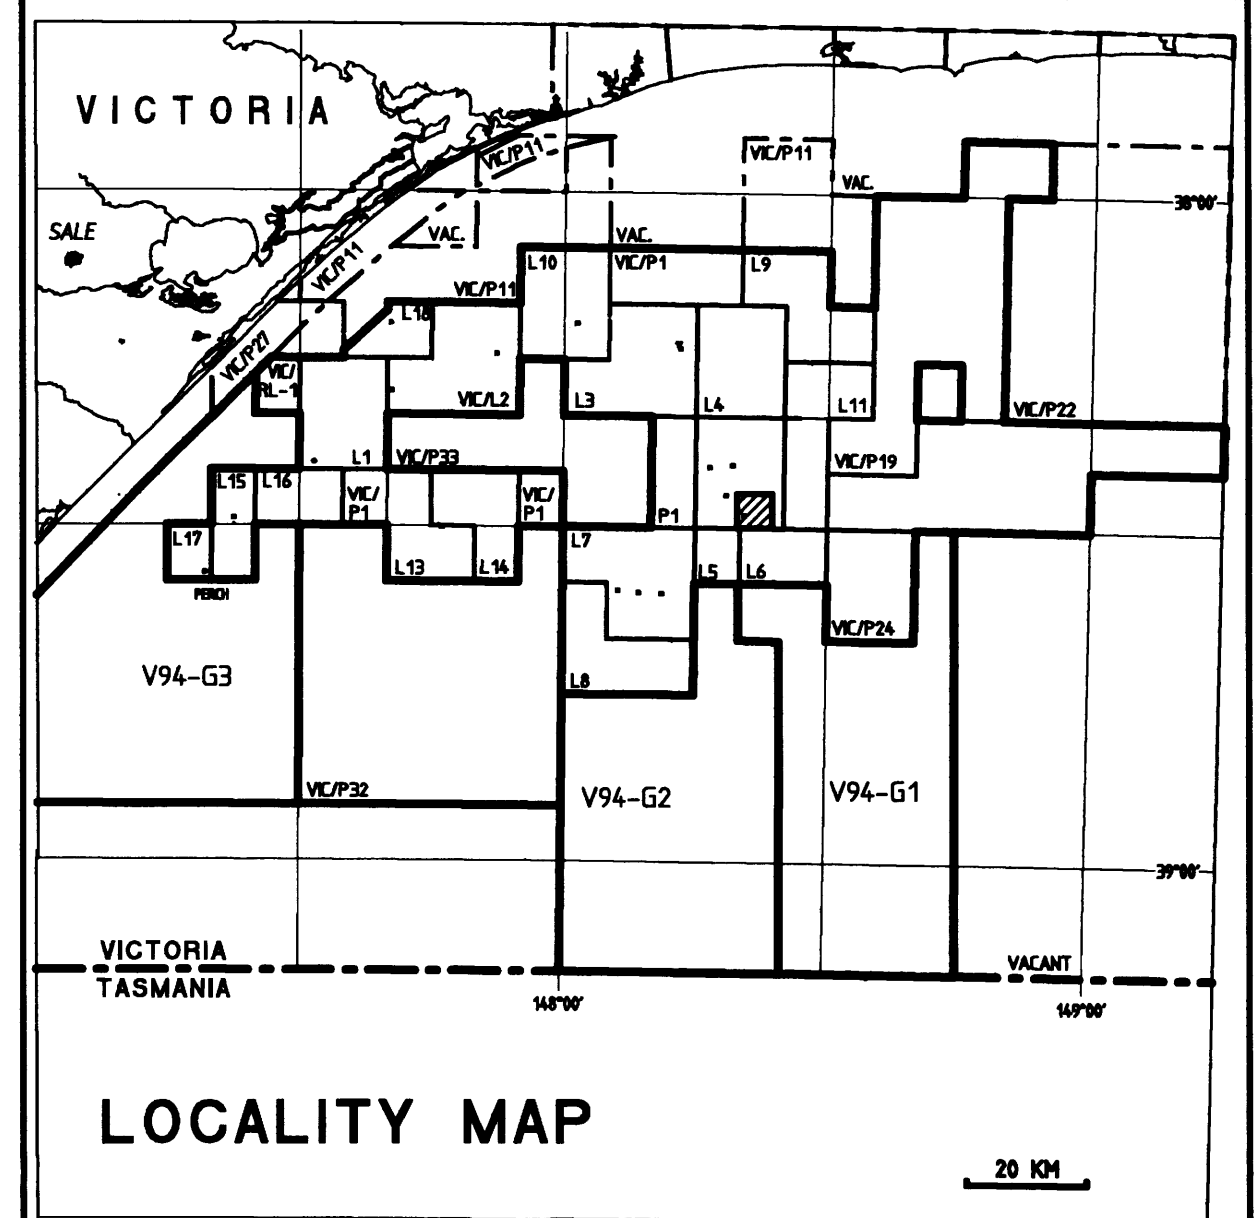 VICTORIA
VIC/P11
VIC/P11
VAC.
38°00'
SALE
VAC.
VAC.
VIC/P11
L10
VIC/P1
L9
VIC/P11
L18
VIC/P27
VIC/
RL-1
VIC/L2
L3
L4
L11
VIC/P22
L1
VIC/P33
VIC/P19
L15
L16
VIC/
P1
VIC/
P1
P1
L17
L7
L13
L14
L5
L6
PERCH
VIC/P24
V94-G3
L8
VIC/P32
V94-G2
V94-G1
39°00'
VICTORIA
VACANT
TASMANIA
148°00'
149°00'
LOCALITY MAP
20 KM